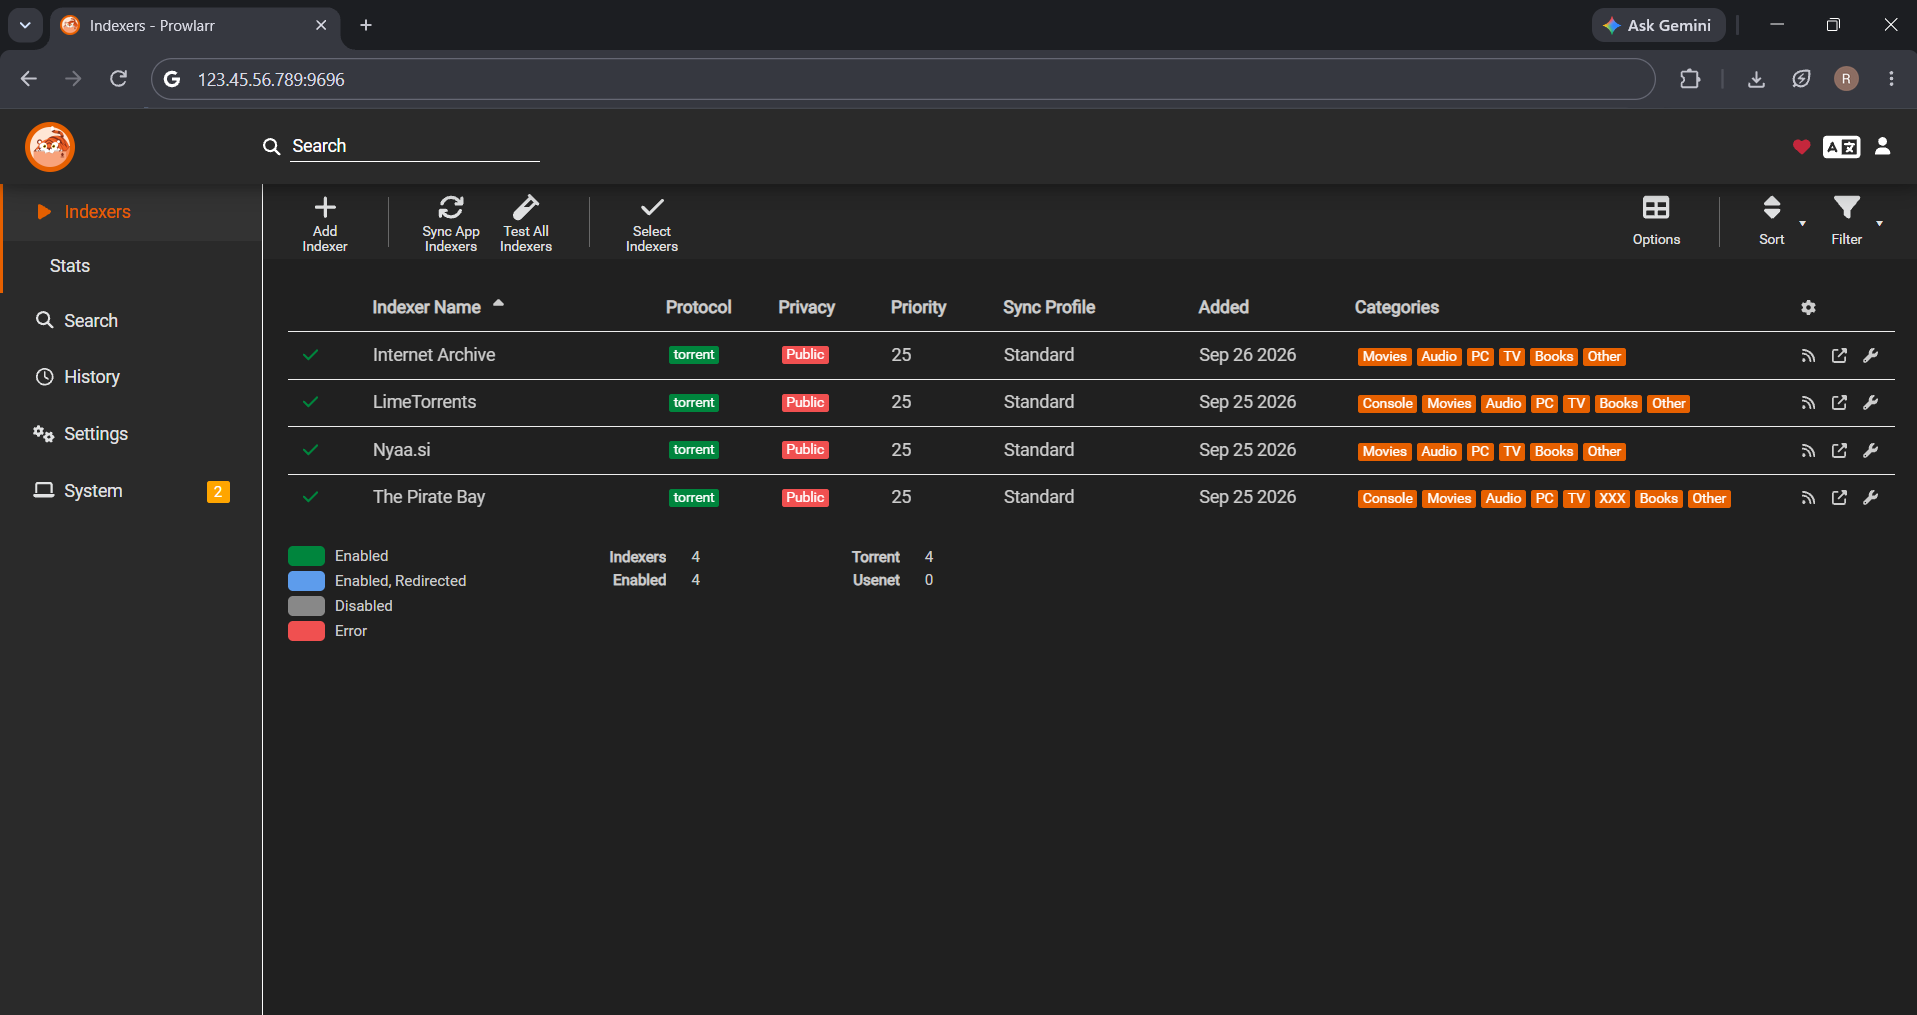 Indexers - Prowlarr
Ask Gemini
123.45.56.789:9696
R
Search
A
Indexers
Stats
Search
History
Settings
System 2
Add Indexer
Sync App Indexers
Test All Indexers
Select Indexers
Options
Sort
Filter
Indexer Name Protocol Privacy Priority Sync Profile Added Categories
Internet Archive torrent Public 25 Standard Sep 26 2026 Movies Audio PC TV Books Other
LimeTorrents torrent Public 25 Standard Sep 25 2026 Console Movies Audio PC TV Books Other
Nyaa.si torrent Public 25 Standard Sep 25 2026 Movies Audio PC TV Books Other
The Pirate Bay torrent Public 25 Standard Sep 25 2026 Console Movies Audio PC TV XXX Books Other
Enabled
Enabled, Redirected
Disabled
Error
Indexers 4
Enabled 4
Torrent 4
Usenet 0